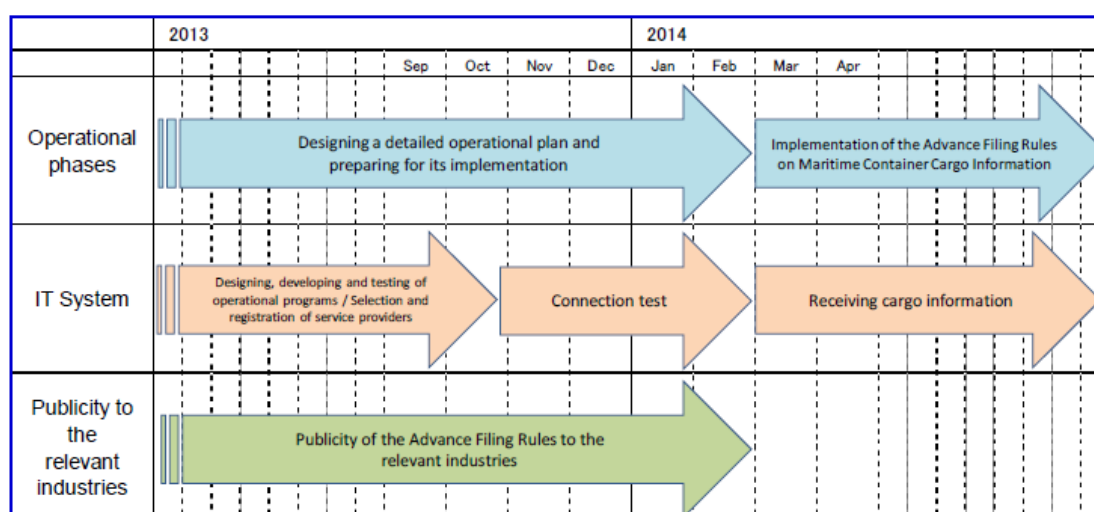 2013 2014
Sep Oct Nov Dec Jan Feb Mar Apr
Operational
phases
Designing a detailed operational plan and
preparing for its implementation
Implementation of the Advance Filing Rules
on Maritime Container Cargo Information
IT System
Designing, developing and testing of
operational programs / Selection and
registration of service providers
Connection test
Receiving cargo information
Publicity to
the
relevant
industries
Publicity of the Advance Filing Rules to the
relevant industries